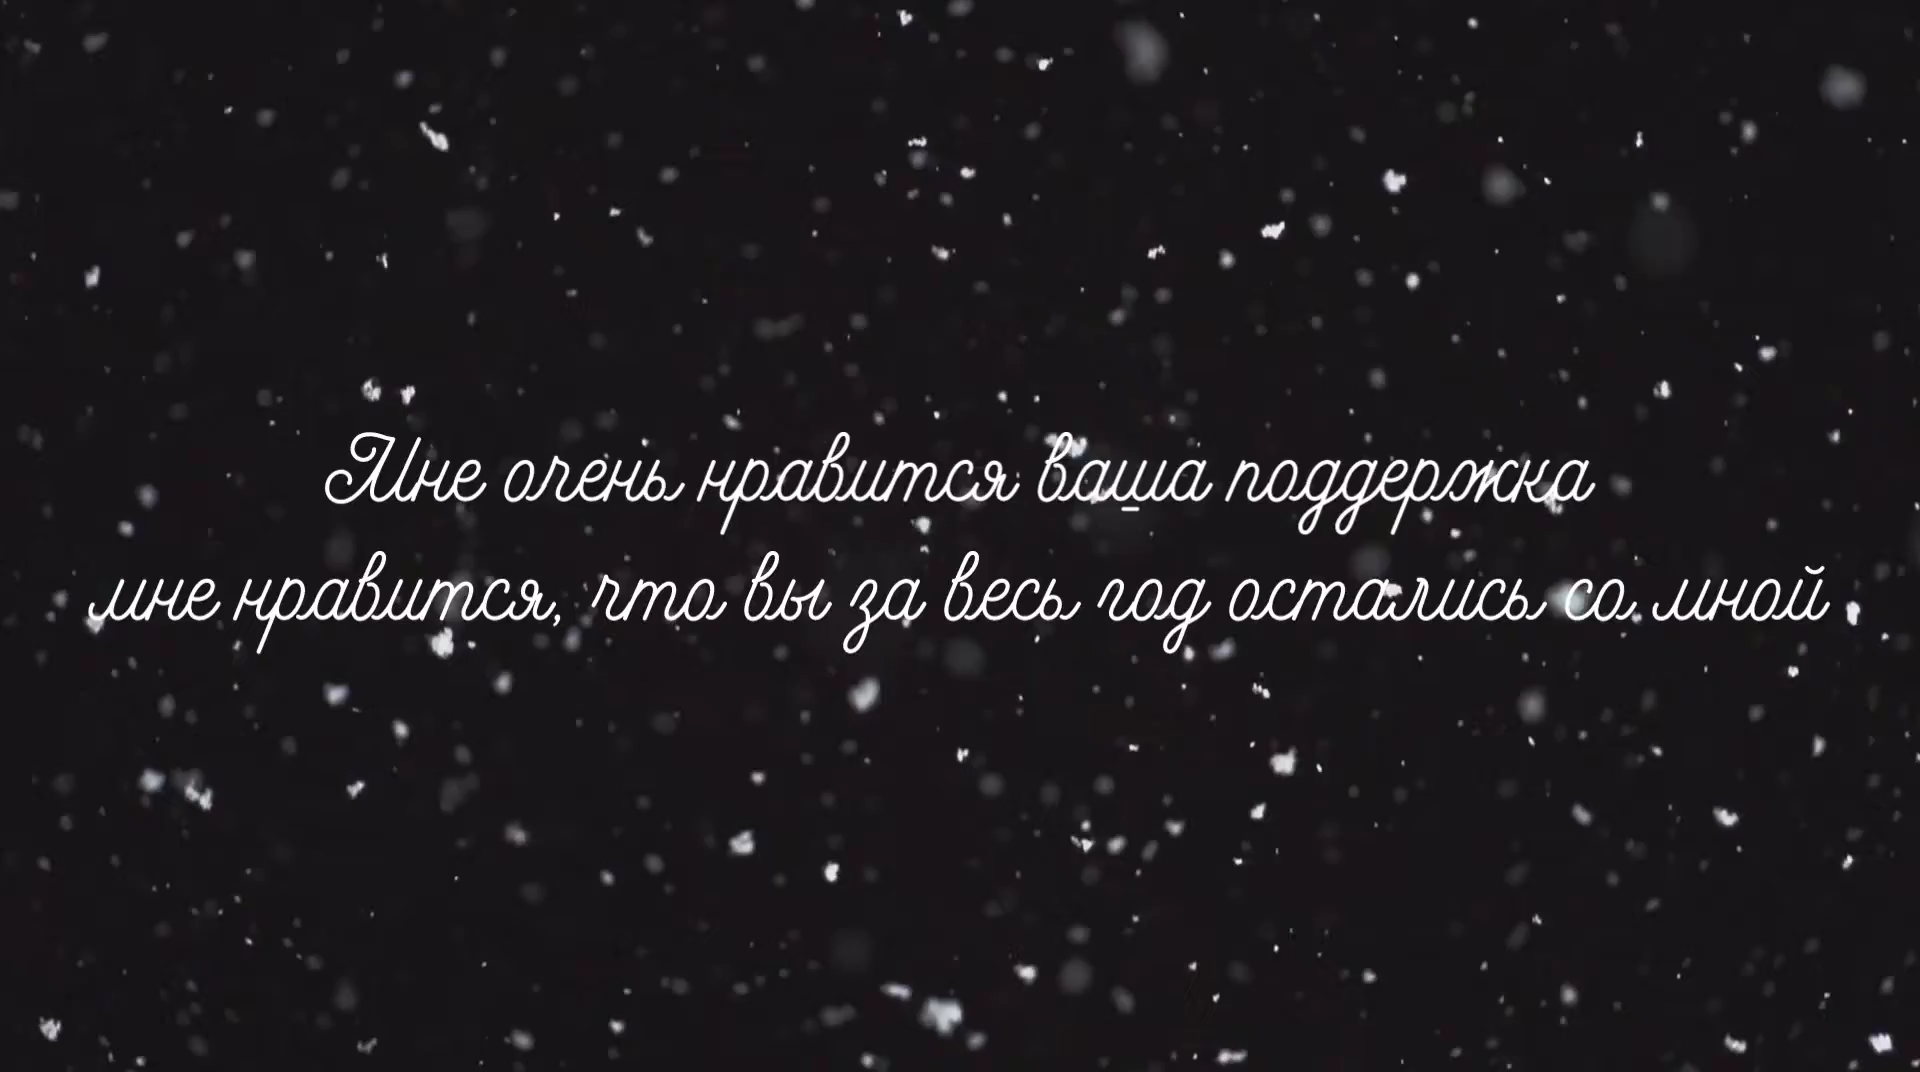 Мне очень нравится ваша поддержка
мне нравится, что вы за весь год остались со мной